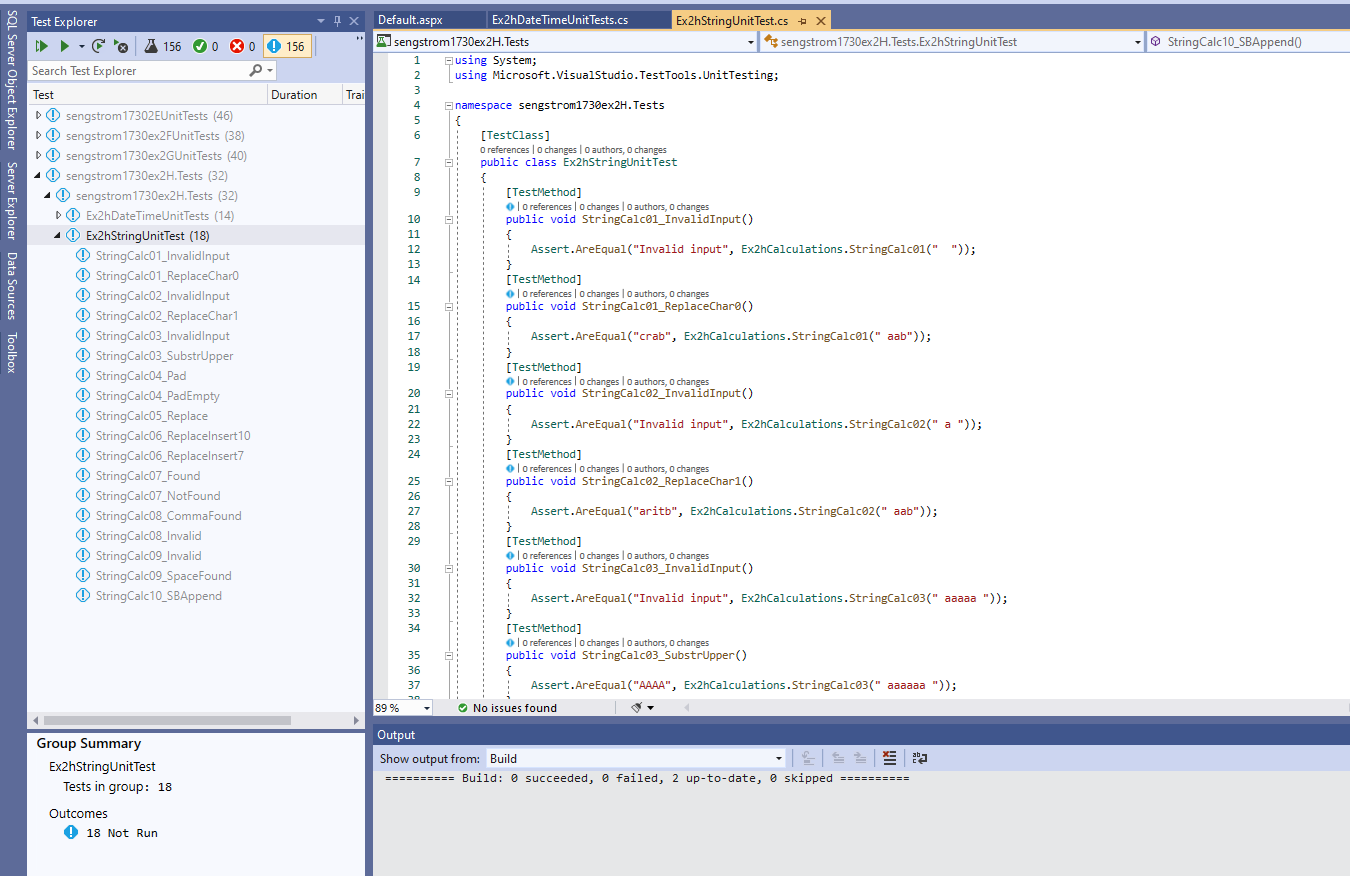 SQL Server Object Explorer
Server Explorer
Data Sources
Toolbox
Test Explorer
156 0 0 156
Search Test Explorer
Test Duration Trai
sengstrom17302EUnitTests (46)
sengstrom1730ex2FUnitTests (38)
sengstrom1730ex2GUnitTests (40)
sengstrom1730ex2H.Tests (32)
sengstrom1730ex2H.Tests (32)
Ex2hDateTimeUnitTests (14)
Ex2hStringUnitTest (18)
StringCalc01_InvalidInput
StringCalc01_ReplaceChar0
StringCalc02_InvalidInput
StringCalc02_ReplaceChar1
StringCalc03_InvalidInput
StringCalc03_SubstrUpper
StringCalc04_Pad
StringCalc04_PadEmpty
StringCalc05_Replace
StringCalc06_ReplaceInsert10
StringCalc06_ReplaceInsert7
StringCalc07_Found
StringCalc07_NotFound
StringCalc08_CommaFound
StringCalc08_Invalid
StringCalc09_Invalid
StringCalc09_SpaceFound
StringCalc10_SBAppend
Group Summary
Ex2hStringUnitTest
Tests in group: 18
Outcomes
18 Not Run
Default.aspx Ex2hDateTimeUnitTests.cs Ex2hStringUnitTest.cs
sengstrom1730ex2H.Tests sengstrom1730ex2H.Tests.Ex2hStringUnitTest StringCalc10_SBAppend()
1 using System;
2 using Microsoft.VisualStudio.TestTools.UnitTesting;
3
4 namespace sengstrom1730ex2H.Tests
5 {
6 [TestClass]
0 references | 0 changes | 0 authors, 0 changes
7 public class Ex2hStringUnitTest
8 {
9 [TestMethod]
| 0 references | 0 changes | 0 authors, 0 changes
10 public void StringCalc01_InvalidInput()
11 {
12 Assert.AreEqual("Invalid input", Ex2hCalculations.StringCalc01("  "));
13 }
14 [TestMethod]
| 0 references | 0 changes | 0 authors, 0 changes
15 public void StringCalc01_ReplaceChar0()
16 {
17 Assert.AreEqual("crab", Ex2hCalculations.StringCalc01(" aab"));
18 }
19 [TestMethod]
| 0 references | 0 changes | 0 authors, 0 changes
20 public void StringCalc02_InvalidInput()
21 {
22 Assert.AreEqual("Invalid input", Ex2hCalculations.StringCalc02(" a "));
23 }
24 [TestMethod]
| 0 references | 0 changes | 0 authors, 0 changes
25 public void StringCalc02_ReplaceChar1()
26 {
27 Assert.AreEqual("aritb", Ex2hCalculations.StringCalc02(" aab"));
28 }
29 [TestMethod]
| 0 references | 0 changes | 0 authors, 0 changes
30 public void StringCalc03_InvalidInput()
31 {
32 Assert.AreEqual("Invalid input", Ex2hCalculations.StringCalc03(" aaaaa "));
33 }
34 [TestMethod]
| 0 references | 0 changes | 0 authors, 0 changes
35 public void StringCalc03_SubstrUpper()
36 {
37 Assert.AreEqual("AAAA", Ex2hCalculations.StringCalc03(" aaaaaa "));
38 }
89 % No issues found
Output
Show output from: Build
========== Build: 0 succeeded, 0 failed, 2 up-to-date, 0 skipped ==========